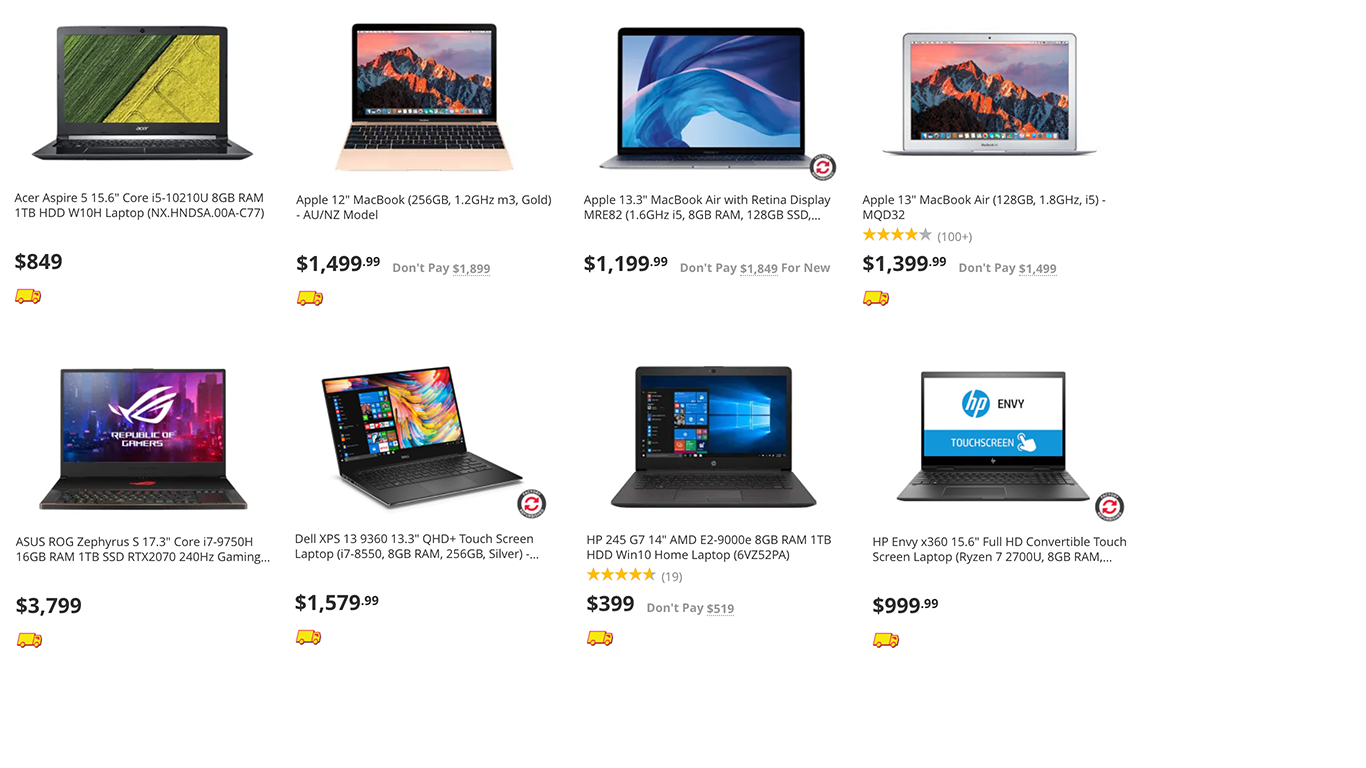 acer
Acer Aspire 5 15.6" Core i5-10210U 8GB RAM
1TB HDD W10H Laptop (NX.HNDSA.00A-C77)
$849
Apple 12" MacBook (256GB, 1.2GHz m3, Gold)
- AU/NZ Model
$1,499.99 Don't Pay $1,899
Apple 13.3" MacBook Air with Retina Display
MRE82 (1.6GHz i5, 8GB RAM, 128GB SSD,...
$1,199.99 Don't Pay $1,849 For New
Apple 13" MacBook Air (128GB, 1.8GHz, i5) -
MQD32
(100+)
$1,399.99 Don't Pay $1,499
REPUBLIC OF
GAMERS
ASUS ROG Zephyrus S 17.3" Core i7-9750H
16GB RAM 1TB SSD RTX2070 240Hz Gaming...
$3,799
DELL
Dell XPS 13 9360 13.3" QHD+ Touch Screen
Laptop (i7-8550, 8GB RAM, 256GB, Silver) -...
$1,579.99
HP 245 G7 14" AMD E2-9000e 8GB RAM 1TB
HDD Win10 Home Laptop (6VZ52PA)
(19)
$399 Don't Pay $519
hp ENVY
TOUCHSCREEN
HP Envy x360 15.6" Full HD Convertible Touch
Screen Laptop (Ryzen 7 2700U, 8GB RAM,...
$999.99